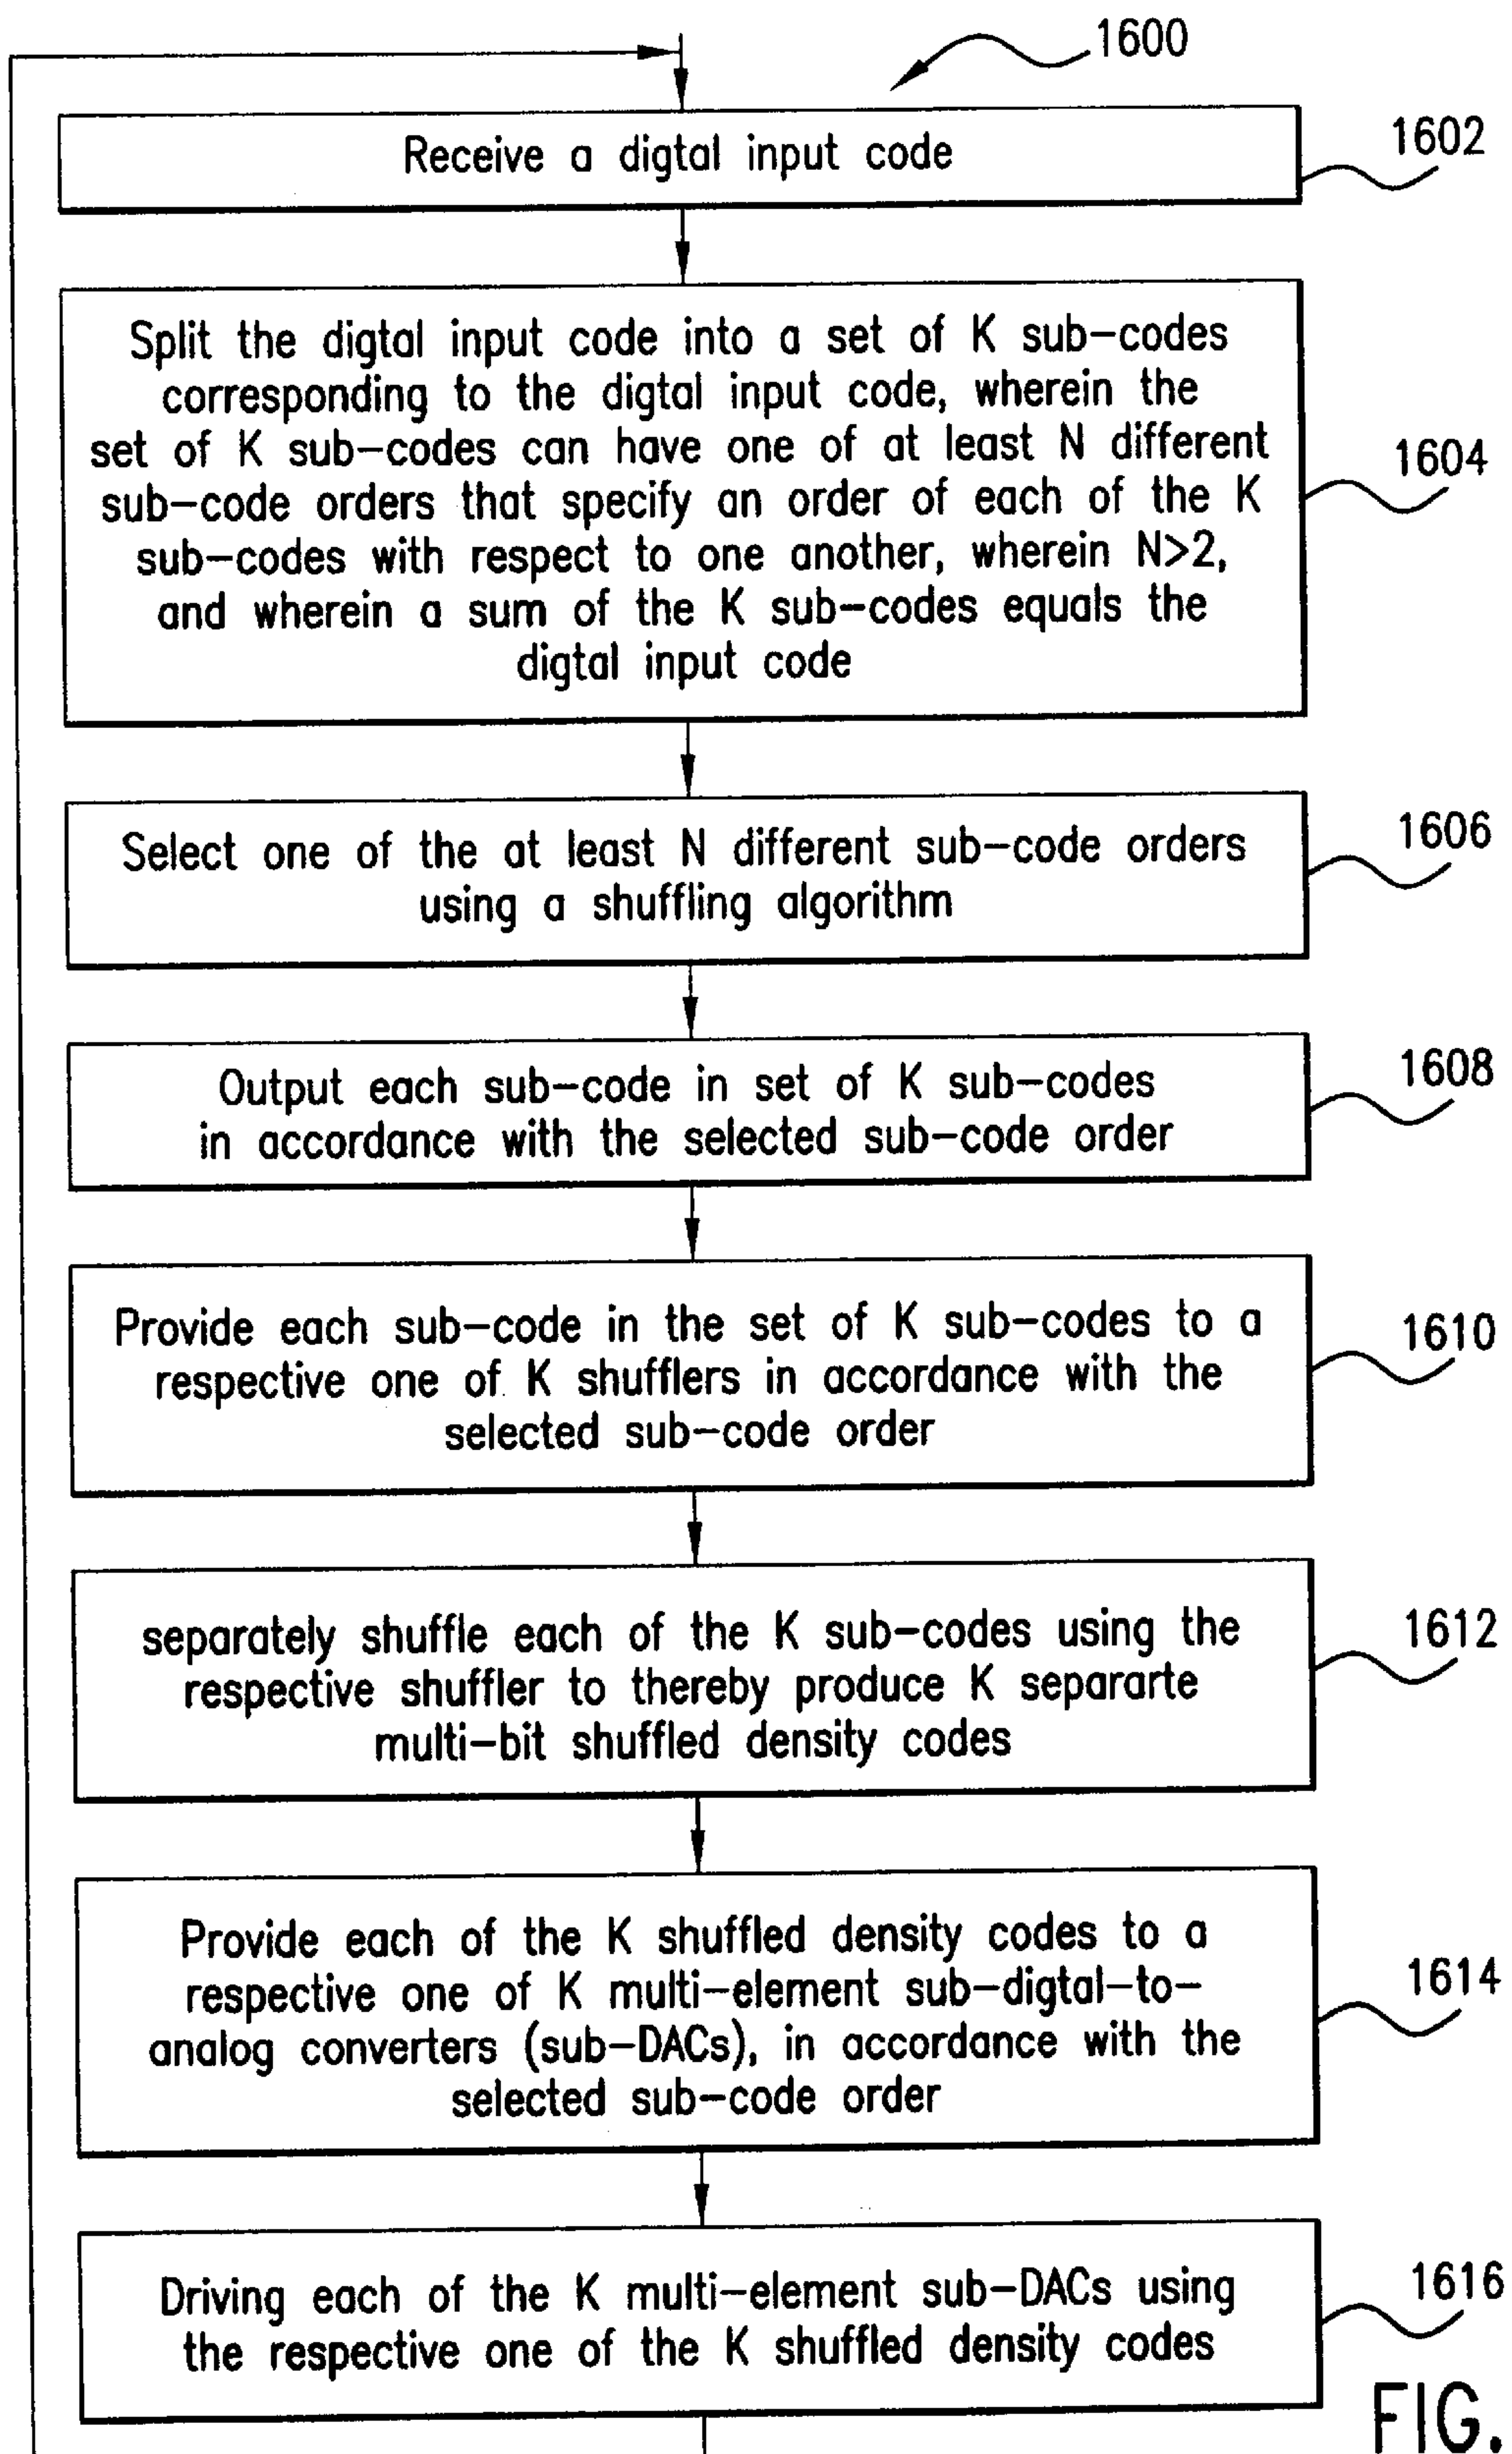 1600
Receive a digtal input code
1602
Split the digtal input code into a set of K sub-codes
corresponding to the digtal input code, wherein the
set of K sub-codes can have one of at least N different
sub-code orders that specify an order of each of the K
sub-codes with respect to one another, wherein N>2,
and wherein a sum of the K sub-codes equals the
digtal input code
1604
Select one of the at least N different sub-code orders
using a shuffling algorithm
1606
Output each sub-code in set of K sub-codes
in accordance with the selected sub-code order
1608
Provide each sub-code in the set of K sub-codes to a
respective one of K shufflers in accordance with the
selected sub-code order
1610
separately shuffle each of the K sub-codes using the
respective shuffler to thereby produce K separarte
multi-bit shuffled density codes
1612
Provide each of the K shuffled density codes to a
respective one of K multi-element sub-digtal-to-
analog converters (sub-DACs), in accordance with the
selected sub-code order
1614
Driving each of the K multi-element sub-DACs using
the respective one of the K shuffled density codes
1616
FIG.